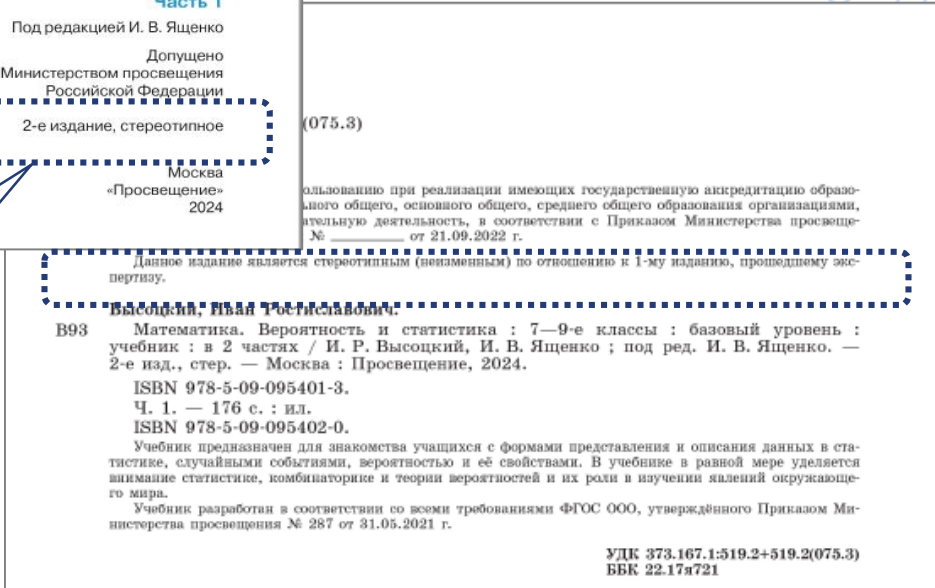 Часть 1
Под редакцией И. В. Ященко
Допущено
Министерством просвещения
Российской Федерации
2-е издание, стереотипное
Москва
«Просвещение»
2024
(075.3)
ользованию при реализации имеющих государственную аккредитацию образо-
ного общего, основного общего, среднего общего образования организациями,
ательную деятельность, в соответствии с Приказом Министерства просвеще-
№ ________ от 21.09.2022 г.
Данное издание является стереотипным (неизменным) по отношению к 1-му изданию, прошедшему экс-
пертизу.
Высоцкий, Иван Ростиславович.
В93 Математика. Вероятность и статистика : 7—9-е классы : базовый уровень :
учебник : в 2 частях / И. Р. Высоцкий, И. В. Ященко ; под ред. И. В. Ященко. —
2-е изд., стер. — Москва : Просвещение, 2024.
ISBN 978-5-09-095401-3.
Ч. 1. — 176 с. : ил.
ISBN 978-5-09-095402-0.
Учебник предназначен для знакомства учащихся с формами представления и описания данных в ста-
тистике, случайными событиями, вероятностью и её свойствами. В учебнике в равной мере уделяется
внимание статистике, комбинаторике и теории вероятностей и их роли в изучении явлений окружающе-
го мира.
Учебник разработан в соответствии со всеми требованиями ФГОС ООО, утверждённого Приказом Ми-
нистерства просвещения № 287 от 31.05.2021 г.
УДК 373.167.1:519.2+519.2(075.3)
ББК 22.17я721